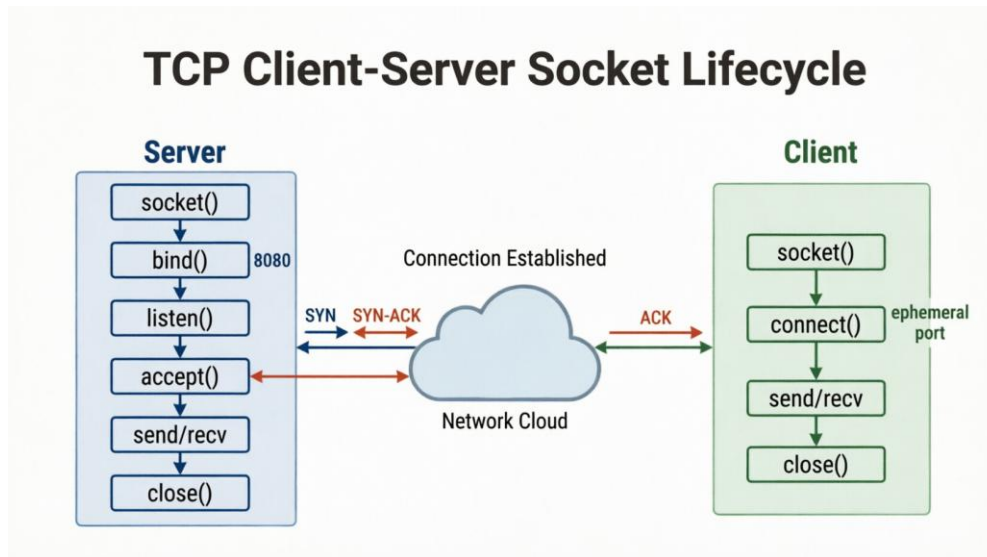 TCP Client-Server Socket Lifecycle
Server
socket()
bind()
8080
listen()
accept()
send/recv
close()
Connection Established
SYN
SYN-ACK
ACK
Network Cloud
Client
socket()
connect()
ephemeral
port
send/recv
close()